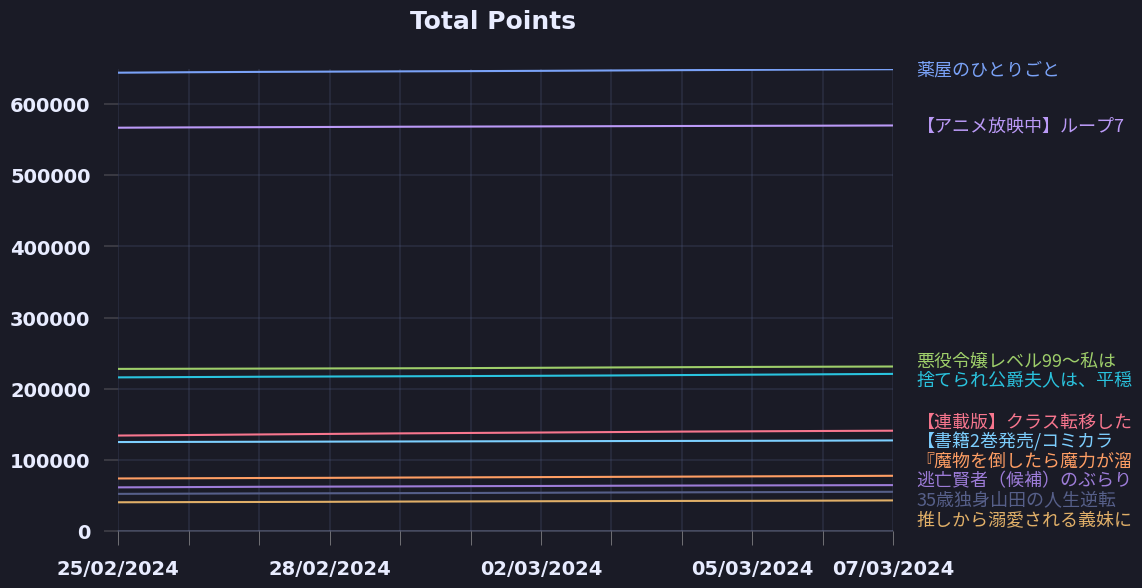 Total Points
600000
500000
400000
300000
200000
100000
0
25/02/2024
28/02/2024
02/03/2024
05/03/2024
07/03/2024
薬屋のひとりごと
【アニメ放映中】ループ7
悪役令嬢レベル99～私は
捨てられ公爵夫人は、平穏
【連載版】クラス転移した
【書籍2巻発売/コミカラ
『魔物を倒したら魔力が溜
逃亡賢者（候補）のぶらり
35歳独身山田の人生逆転
推しから溺愛される義妹に